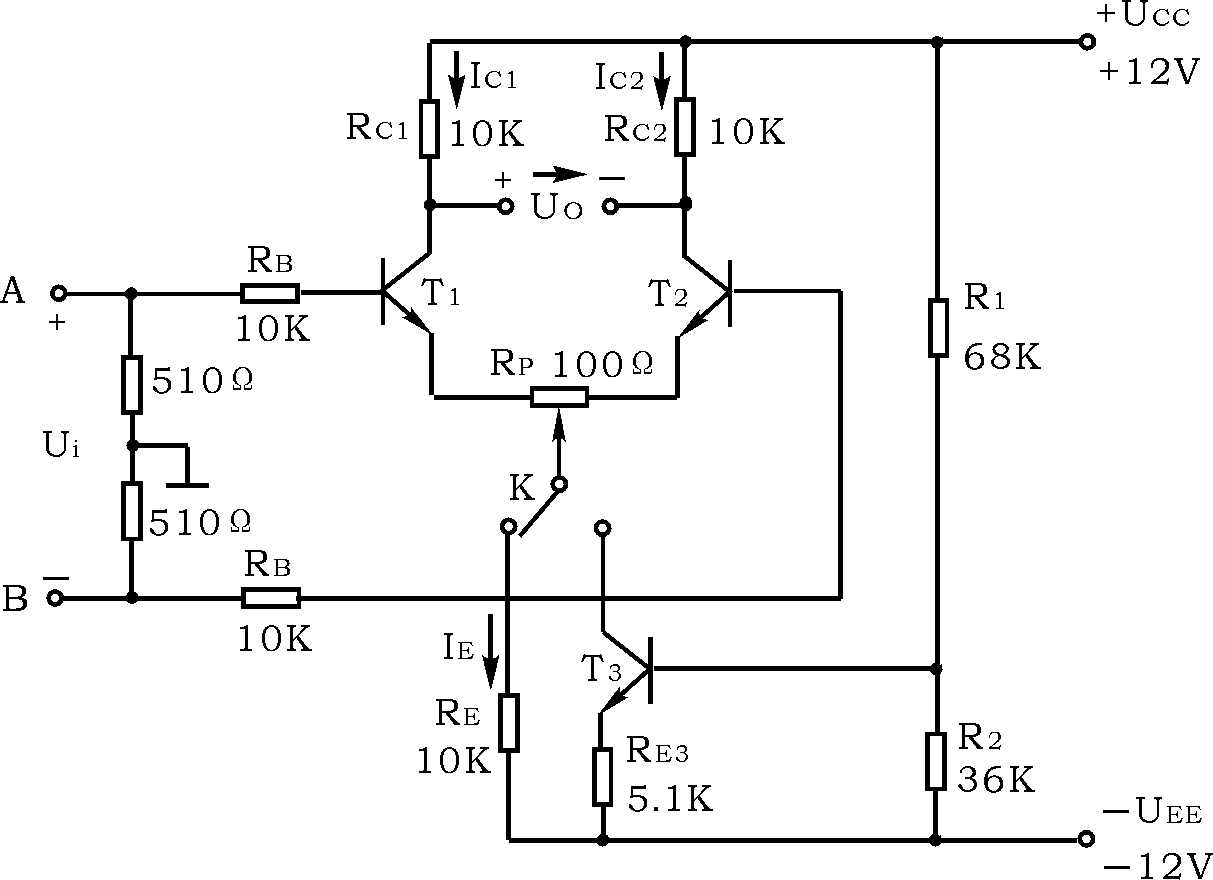 +UCC
+12V
IC1
IC2
RC1
10K
RC2
10K
+
UO
−
A
+
RB
10K
T1
T2
R1
68K
RP 100Ω
510Ω
Ui
510Ω
K
B
−
RB
10K
IE
T3
RE
10K
RE3
5.1K
R2
36K
−UEE
−12V